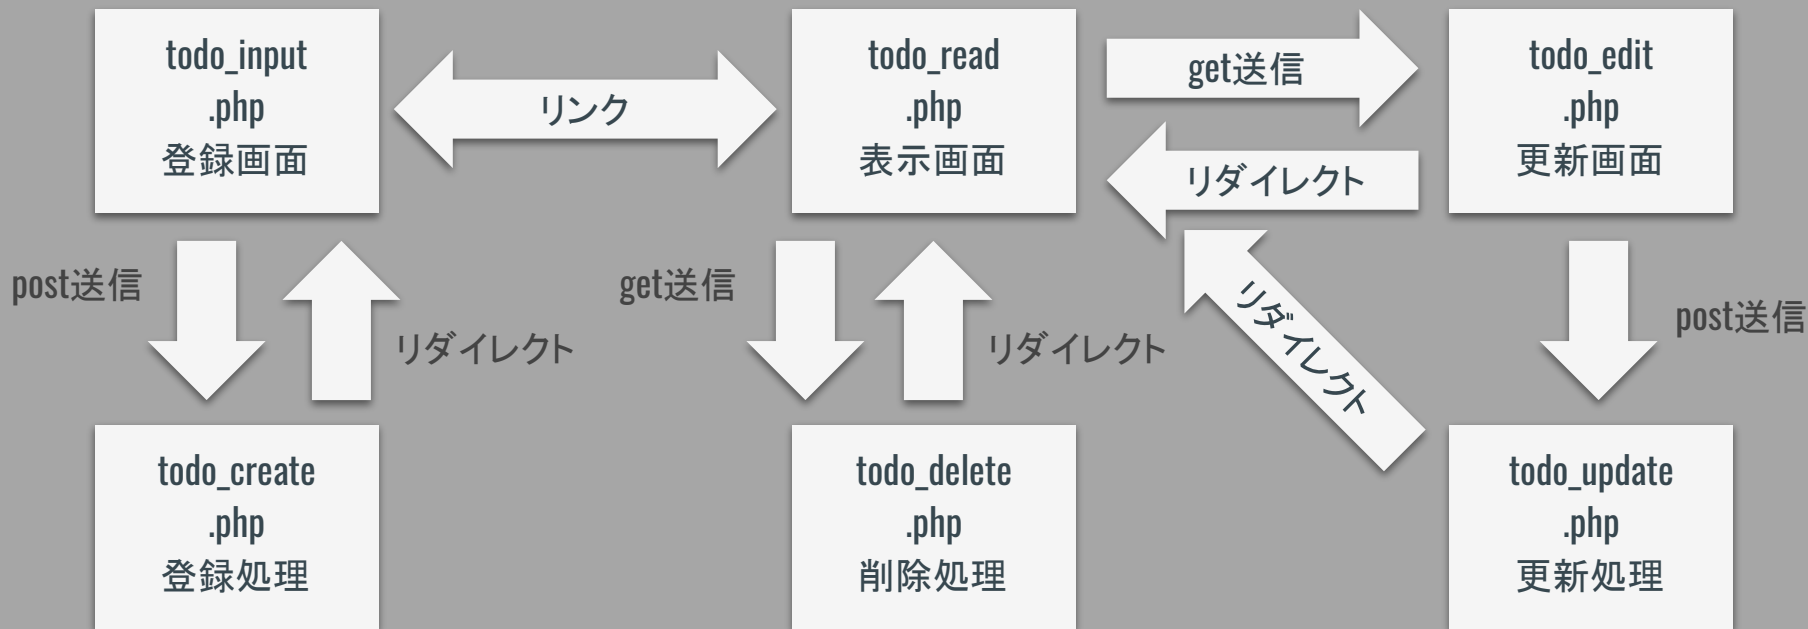 todo_input
.php
登録画面
リンク
todo_read
.php
表示画面
get送信
リダイレクト
todo_edit
.php
更新画面
post送信
リダイレクト
get送信
リダイレクト
リダイレクト
post送信
todo_create
.php
登録処理
todo_delete
.php
削除処理
todo_update
.php
更新処理